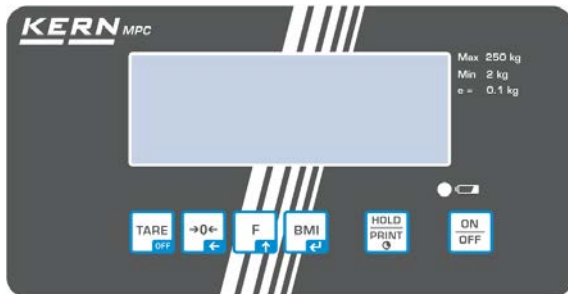 KERN MPC
Max 250 kg
Min 2 kg
e = 0.1 kg
TARE
OFF
→0←
←
F
↑
BMI
↵
HOLD
PRINT
ON
OFF